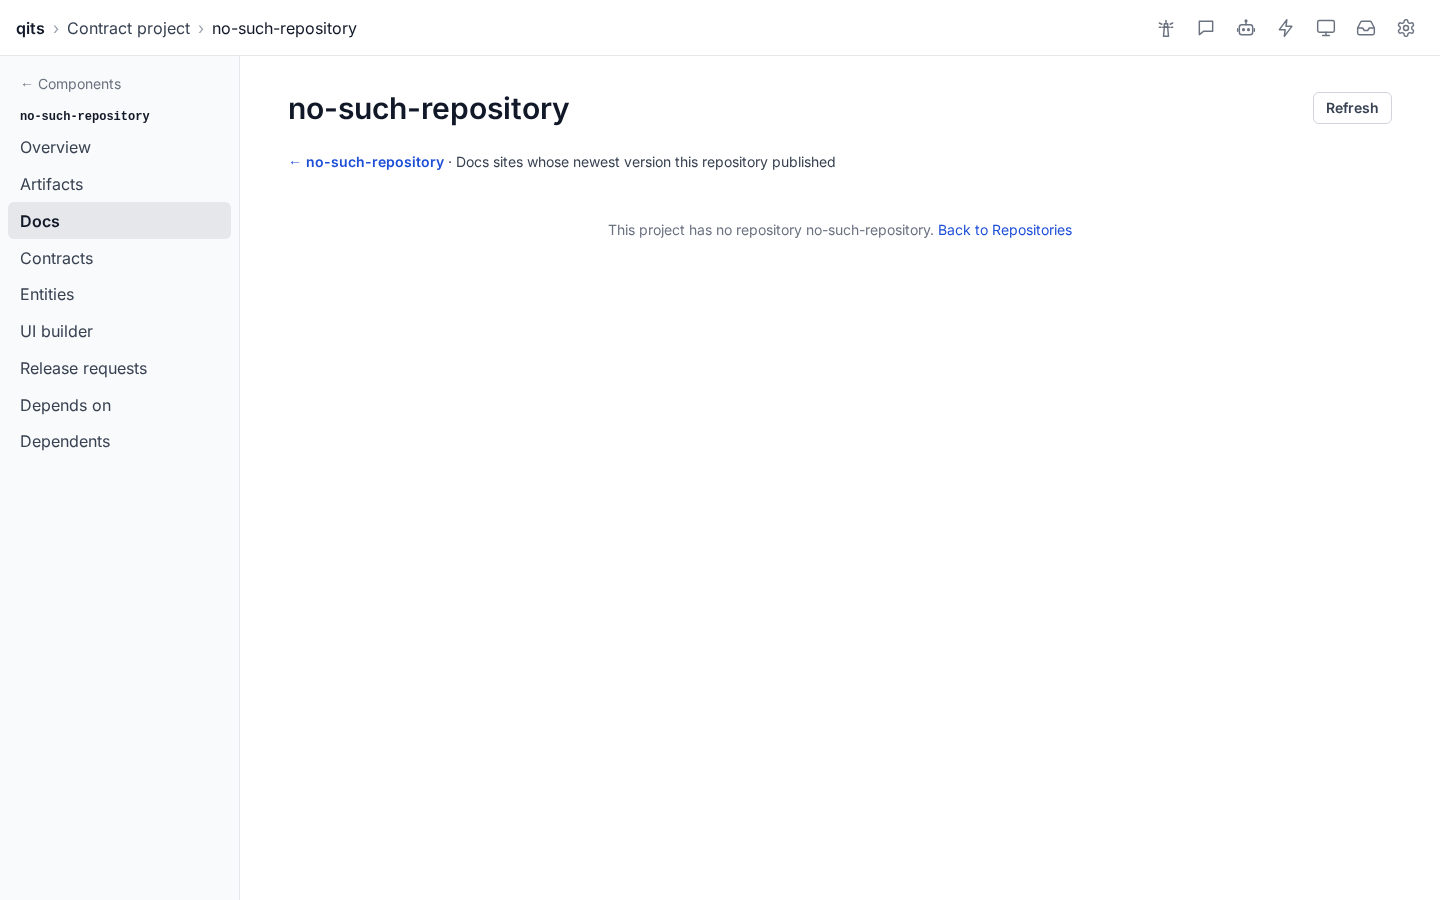 qits › Contract project › no-such-repository
← Components
no-such-repository
Overview
Artifacts
Docs
Contracts
Entities
UI builder
Release requests
Depends on
Dependents
no-such-repository
Refresh
← no-such-repository · Docs sites whose newest version this repository published
This project has no repository no-such-repository. Back to Repositories